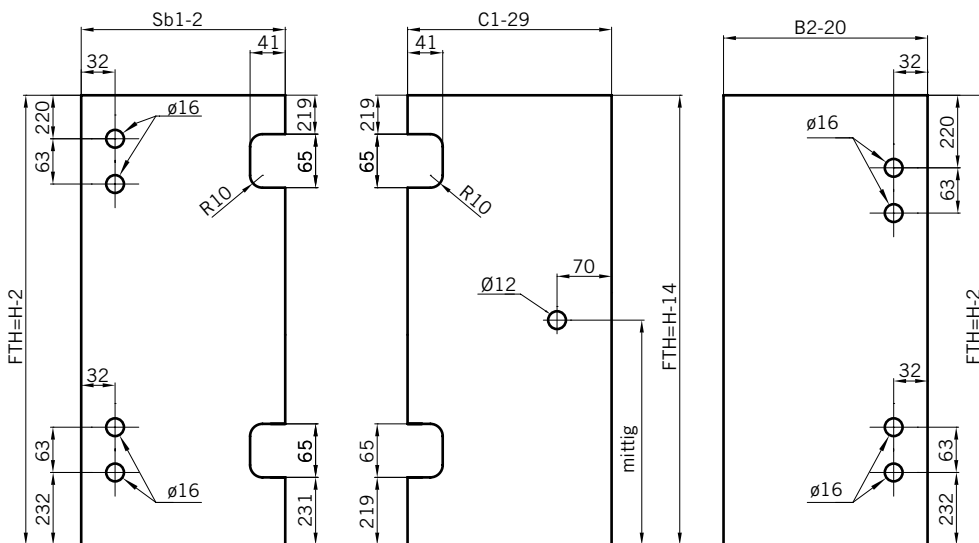 Sb1-2
41
32
220
63
ø16
219
65
R10
FTH=H-2
32
63
232
ø16
65
231
C1-29
41
219
65
R10
70
Ø12
FTH=H-14
mittig
65
219
B2-20
32
ø16
220
63
FTH=H-2
32
63
ø16
232